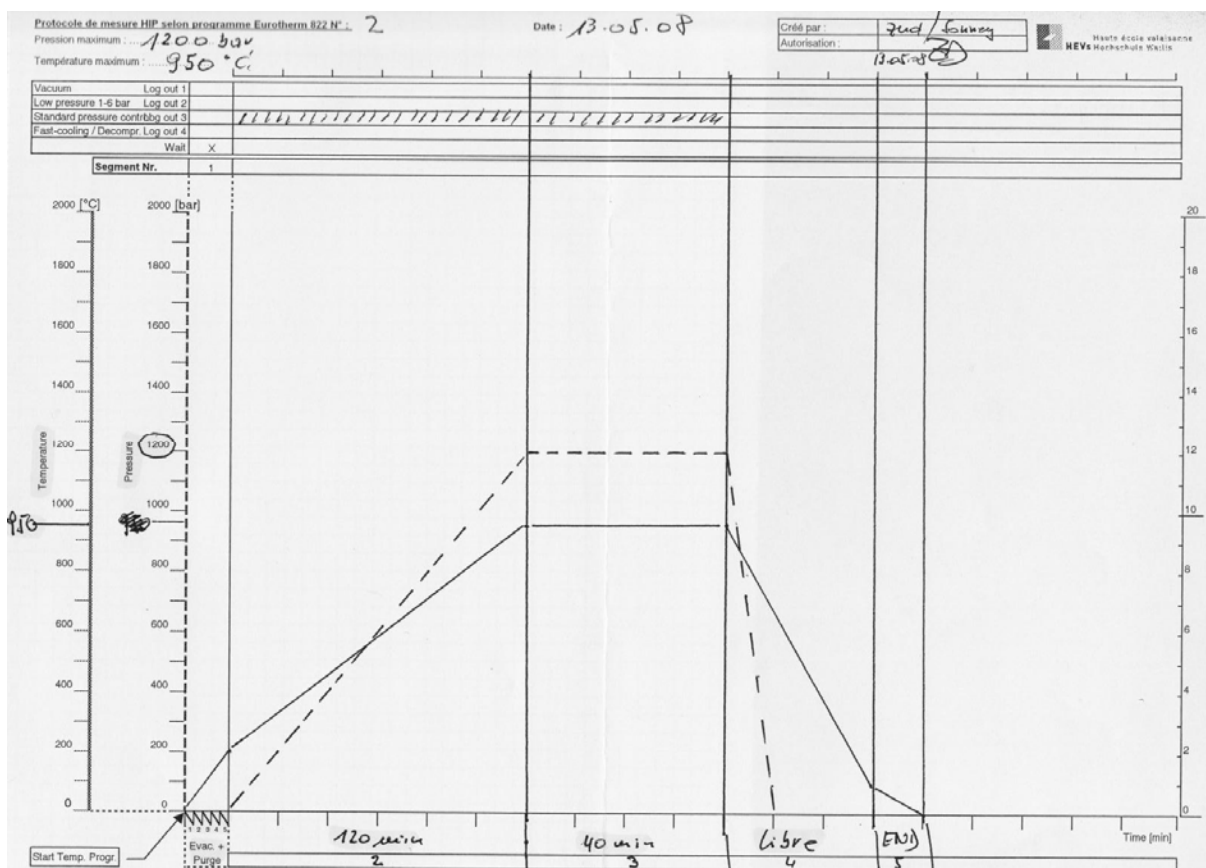 Protocole de mesure HIP selon programme Eurotherm 822 N° : 2
Date : 13.05.08
Créé par : Zud / Sonney
Pression maximum : 1200 bar
Autorisation :
13.05.08
Température maximum : 950 °C
Haute école valaisanne
HEVs Hochschule Wallis
Vacuum Log out 1
Low pressure 1-6 bar Log out 2
Standard pressure contrbbg out 3
Fast-cooling / Decompr. Log out 4
Wait X
Segment Nr. 1
2000 [°C] 2000 [bar] 20
1800 1800 18
1600 1600 16
1400 1400 14
1200 1200 12
Temperature
Pressure
1000 1000 10
950
800 800 8
600 600 6
400 400 4
200 200 2
0 0 0
1 2 3 4 5
120 min 40 min Libre END Time [min]
Start Temp. Progr.
Evac. +
Purge
2 3 4 5